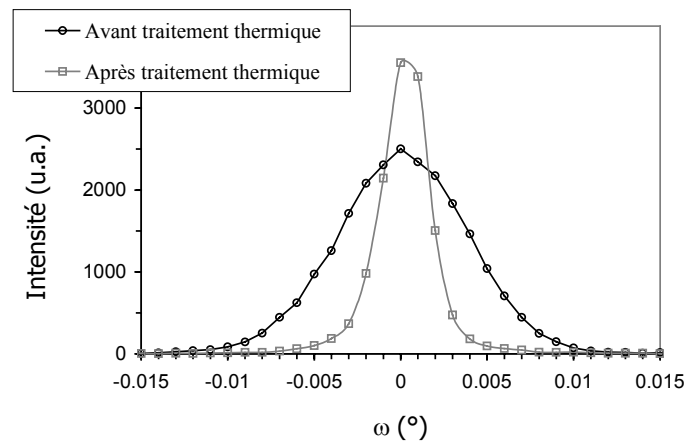 Avant traitement thermique
Après traitement thermique
Intensité (u.a.)
3000
2000
1000
0
-0.015 -0.01 -0.005 0 0.005 0.01 0.015
ω (°)